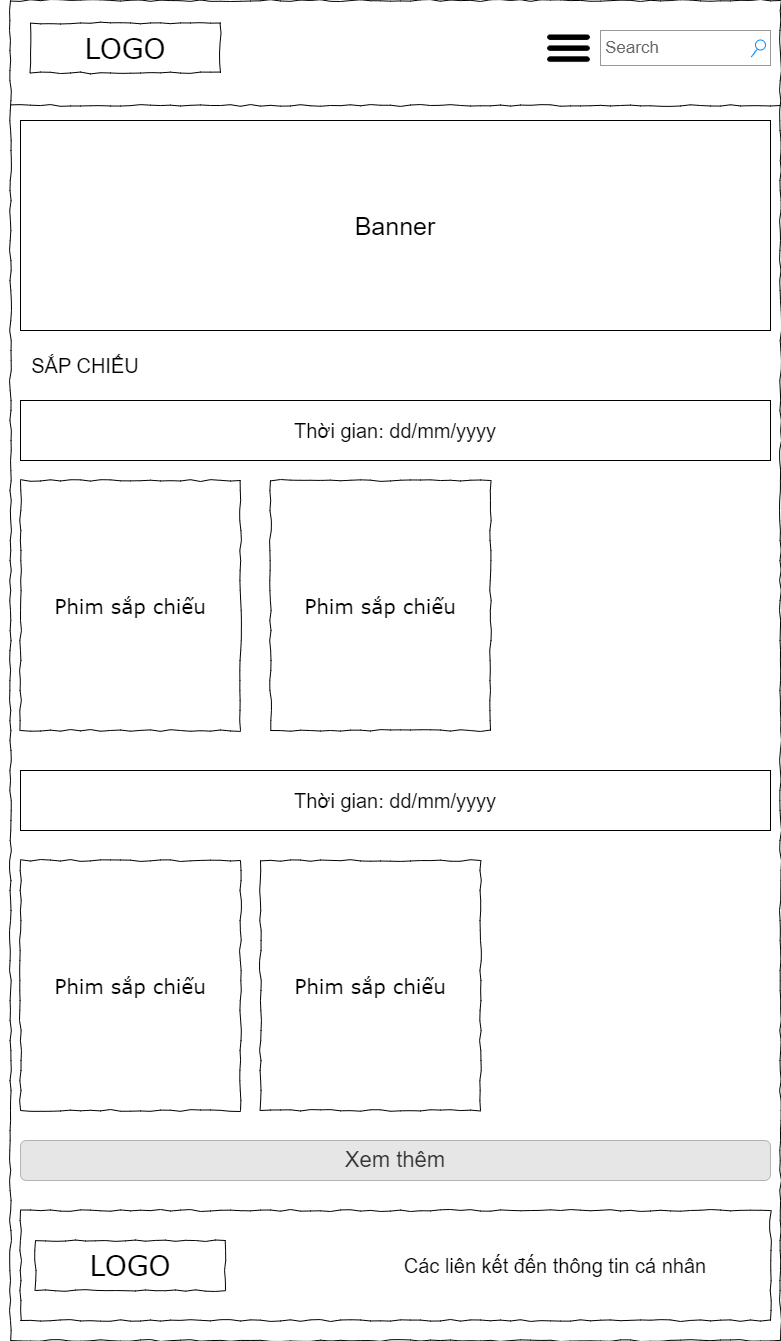 LOGO
Search
Banner
SẮP CHIẾU
Thời gian: dd/mm/yyyy
Phim sắp chiếu
Phim sắp chiếu
Thời gian: dd/mm/yyyy
Phim sắp chiếu
Phim sắp chiếu
Xem thêm
LOGO
Các liên kết đến thông tin cá nhân